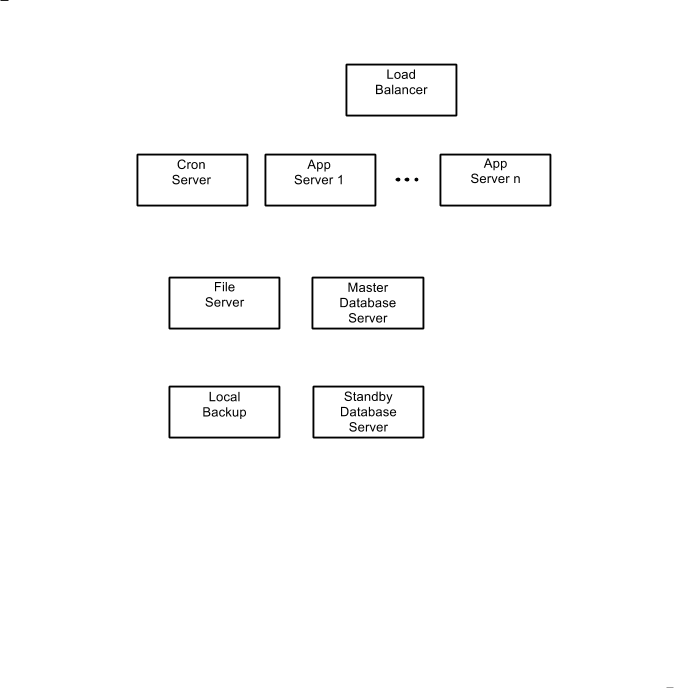 Load
Balancer
Cron
Server
App
Server 1
App
Server n
File
Server
Master
Database
Server
Local
Backup
Standby
Database
Server